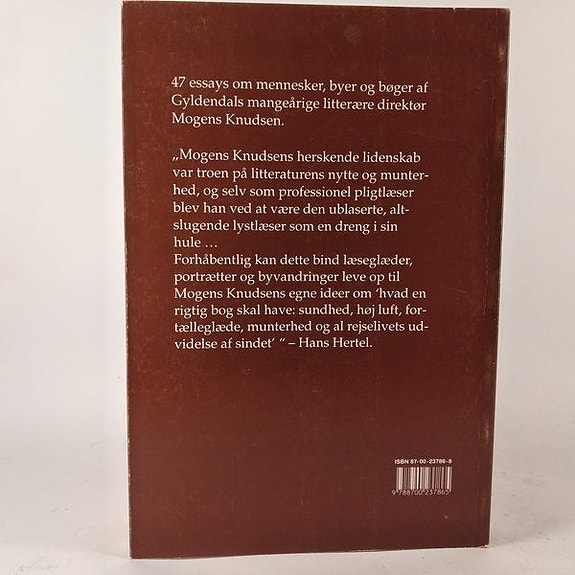 47 essays om mennesker, byer og bøger af
Gyldendals mangeårige litterære direktør
Mogens Knudsen.
„Mogens Knudsens herskende lidenskab
var troen på litteraturens nytte og munter-
hed, og selv som professionel pligtlæser
blev han ved at være den ublaserte, alt-
slugende lystlæser som en dreng i sin
hule ...
Forhåbentlig kan dette bind læseglæder,
portrætter og byvandringer leve op til
Mogens Knudsens egne ideer om ‘hvad en
rigtig bog skal have: sundhed, høj luft, for-
tælleglæde, munterhed og al rejselivets ud-
videlse af sindet’ “ – Hans Hertel.
ISBN 87-00-23786-8
9 788700 237865